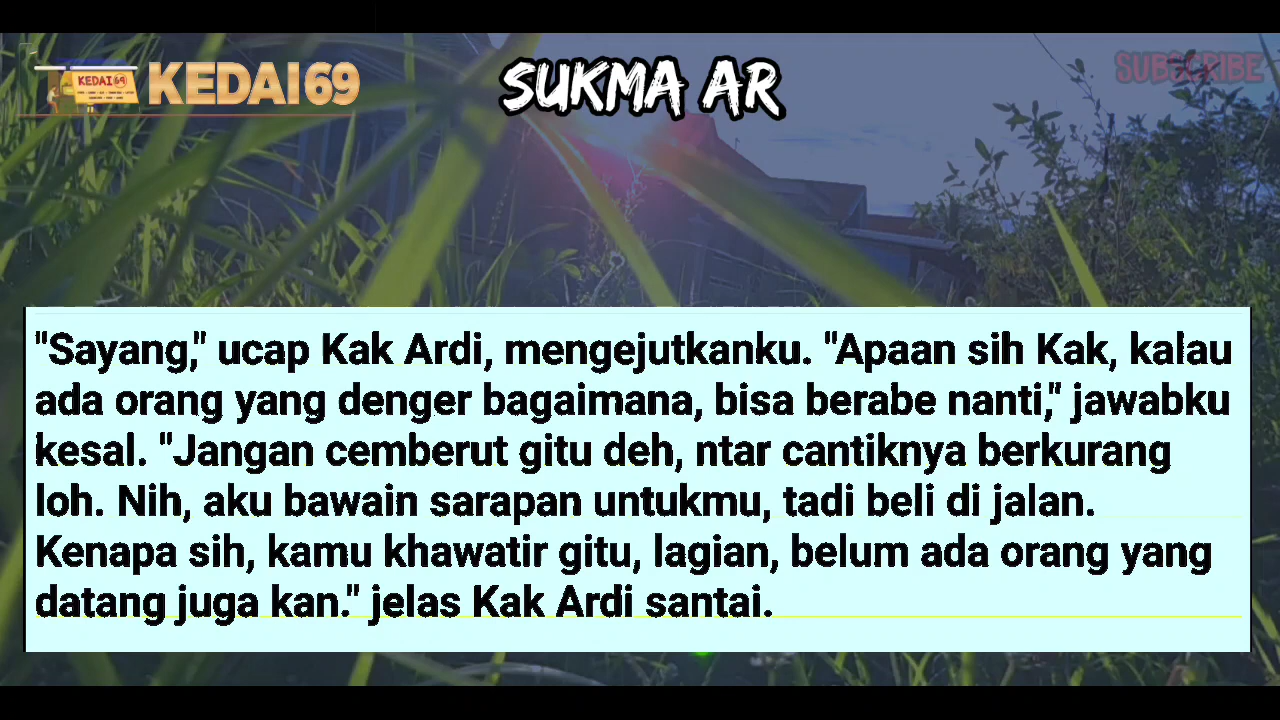 KEDAI69
KEDAI69
SUKMA AR
SUBSCRIBE
"Sayang," ucap Kak Ardi, mengejutkanku. "Apaan sih Kak, kalau
ada orang yang denger bagaimana, bisa berabe nanti," jawabku
kesal. "Jangan cemberut gitu deh, ntar cantiknya berkurang
loh. Nih, aku bawain sarapan untukmu, tadi beli di jalan.
Kenapa sih, kamu khawatir gitu, lagian, belum ada orang yang
datang juga kan." jelas Kak Ardi santai.